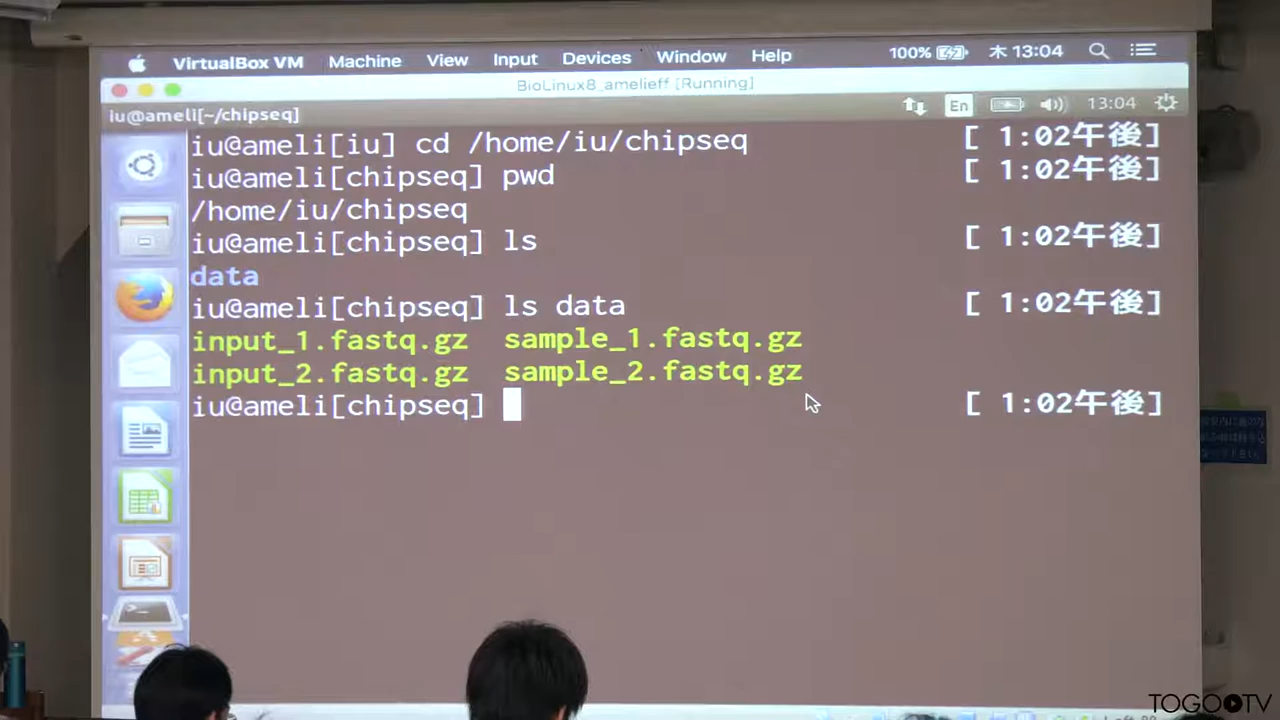 VirtualBox VM Machine View Input Devices Window Help 100% 木 13:04
BioLinux8_amelieff [Running]
iu@ameli[~/chipseq] En 13:04
iu@ameli[iu] cd /home/iu/chipseq [ 1:02午後]
iu@ameli[chipseq] pwd [ 1:02午後]
/home/iu/chipseq
iu@ameli[chipseq] ls [ 1:02午後]
data
iu@ameli[chipseq] ls data [ 1:02午後]
input_1.fastq.gz sample_1.fastq.gz
input_2.fastq.gz sample_2.fastq.gz
iu@ameli[chipseq] [ 1:02午後]
TOGOTV